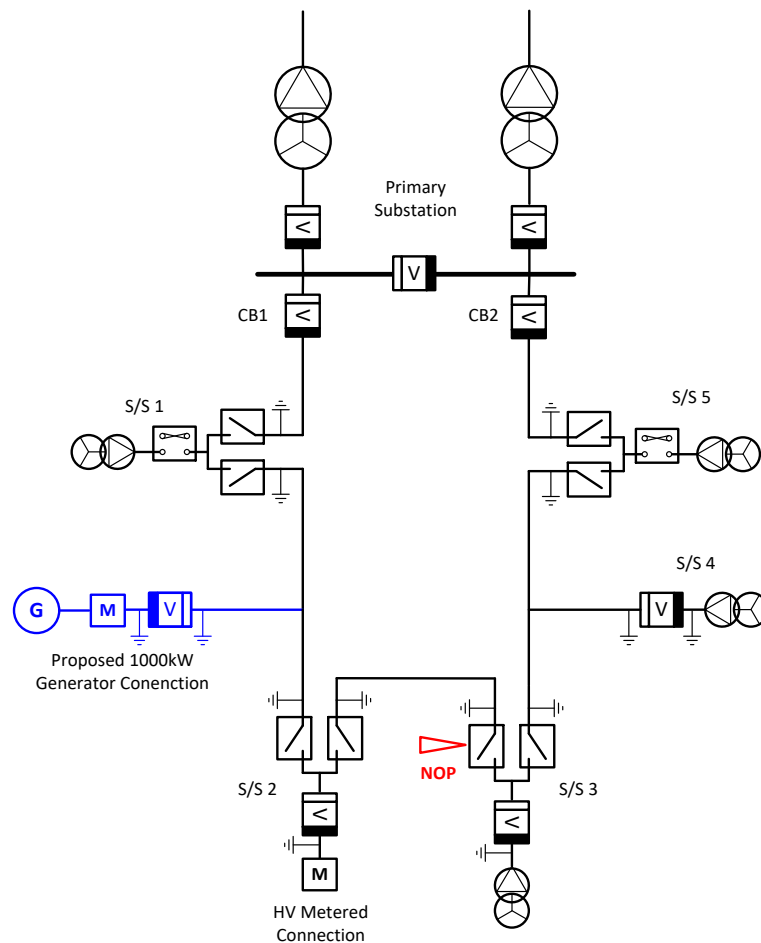 Primary
Substation
V
V
V
CB1
V
CB2
V
S/S 1
S/S 5
S/S 4
G
M
V
V
Proposed 1000kW
Generator Conenction
NOP
S/S 2
S/S 3
V
V
M
HV Metered
Connection